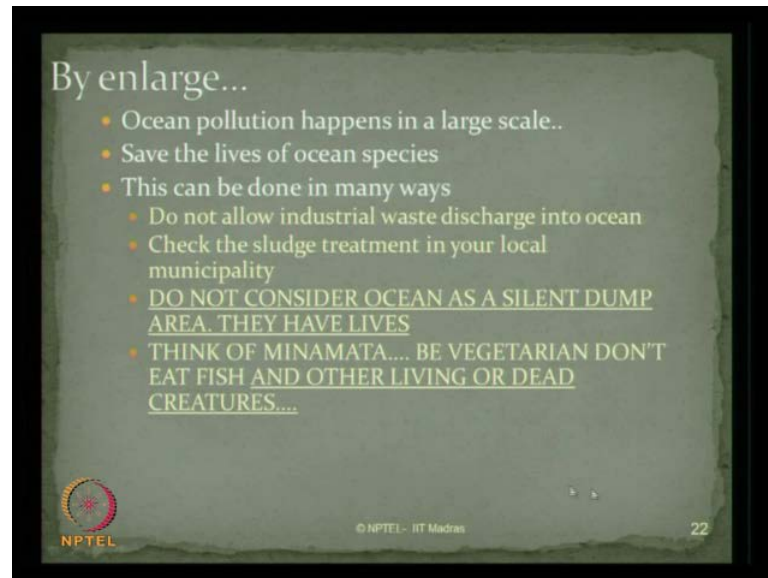 By enlarge...
Ocean pollution happens in a large scale..
Save the lives of ocean species
This can be done in many ways
Do not allow industrial waste discharge into ocean
Check the sludge treatment in your local
municipality
DO NOT CONSIDER OCEAN AS A SILENT DUMP
AREA. THEY HAVE LIVES
THINK OF MINAMATA.... BE VEGETARIAN DON'T
EAT FISH AND OTHER LIVING OR DEAD
CREATURES....
NPTEL
© NPTEL- IIT Madras
22